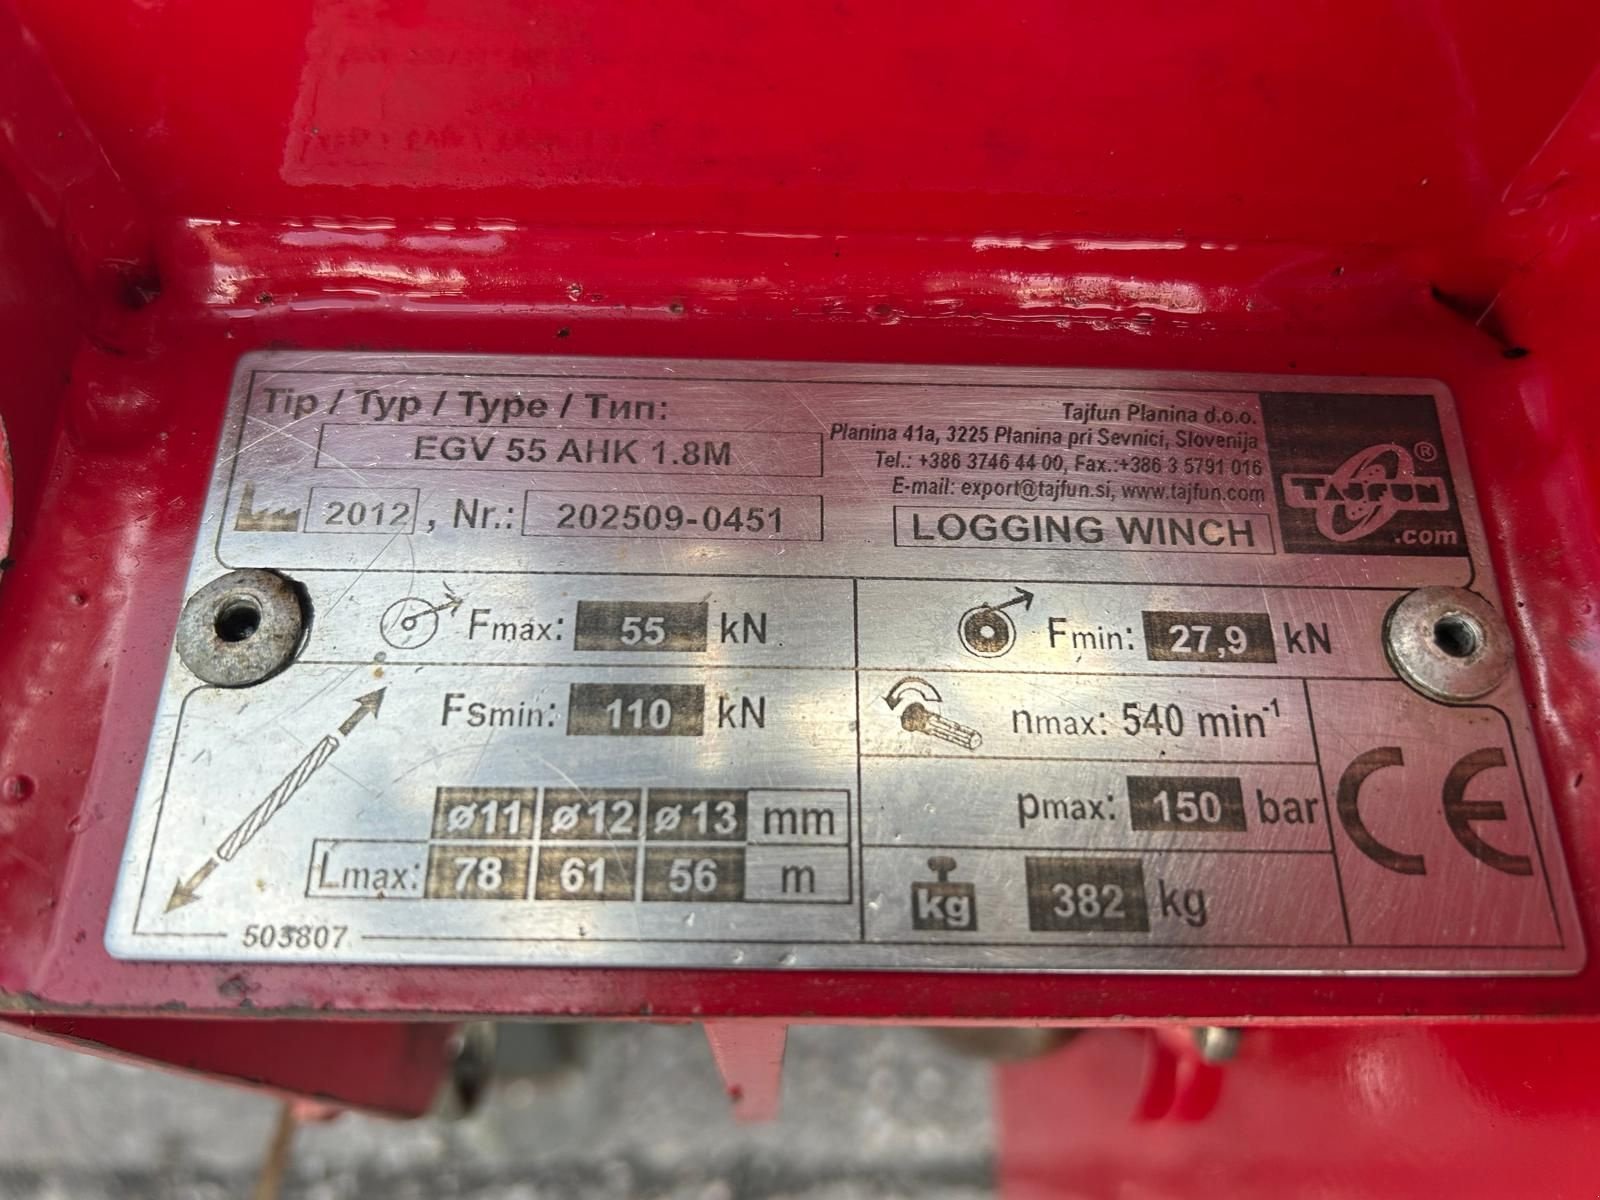 Tip / Typ / Type / Тип:
EGV 55 AHK 1.8M
2012 , Nr.: 202509-0451
Tajfun Planina d.o.o.
Planina 41a, 3225 Planina pri Sevnici, Slovenija
Tel.: +386 3746 44 00, Fax.:+386 3 5791 016
E-mail: export@tajfun.si, www.tajfun.com
LOGGING WINCH
TAJFUN®
.com
Fmax: 55 kN
Fmin: 27,9 kN
Fsmin: 110 kN
nmax: 540 min-1
pmax: 150 bar
ø11 ø12 ø13 mm
Lmax: 78 61 56 m
kg 382 kg
CE
503807